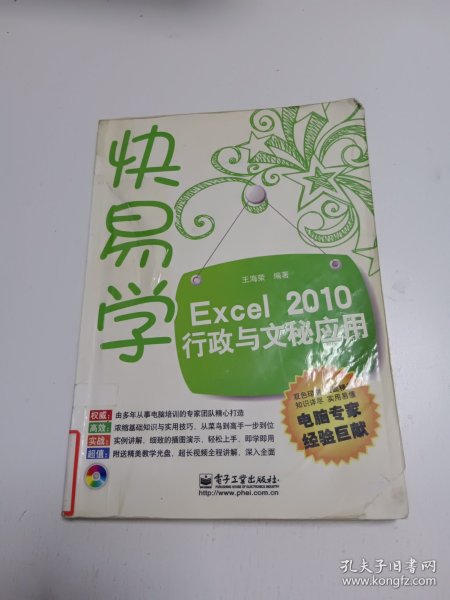 快易学
王海荣 编著
Excel 2010
行政与文秘应用
双色印刷
知识详尽 实用易懂
电脑专家
经验巨献
权威: 由多年从事电脑培训的专家团队精心打造
高效: 浓缩基础知识与实用技巧,从菜鸟到高手一步到位
实战: 实例讲解、细致的插图演示,轻松上手、即学即用
超值: 附送精美教学光盘,超长视频全程讲解,深入全面
电子工业出版社
http://www.phei.com.cn
孔夫子旧书网
www.kongfz.com